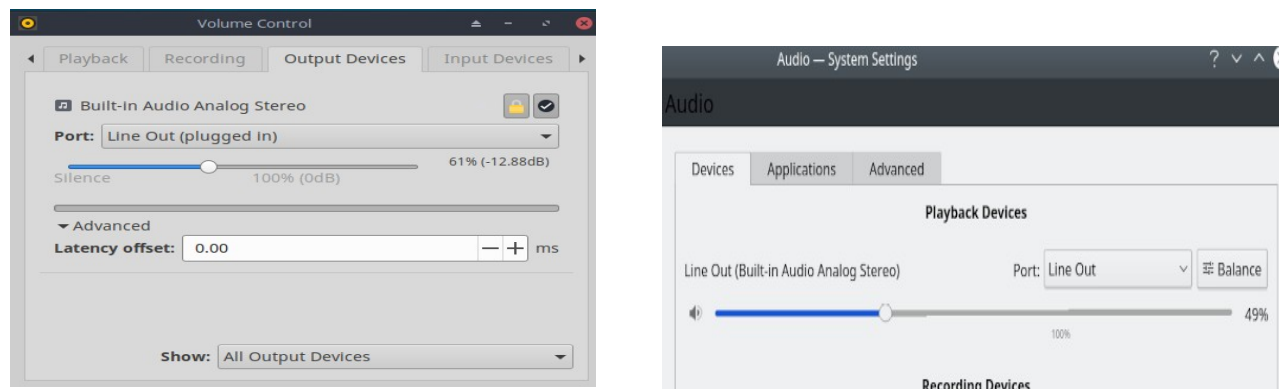 Volume Control
Playback Recording Output Devices Input Devices
Built-in Audio Analog Stereo
Port: Line Out (plugged in)
61% (-12.88dB)
Silence 100% (0dB)
Advanced
Latency offset: 0.00 ms
Show: All Output Devices
Audio — System Settings
Audio
Devices Applications Advanced
Playback Devices
Line Out (Built-in Audio Analog Stereo) Port: Line Out Balance
49%
100%
Recording Devices